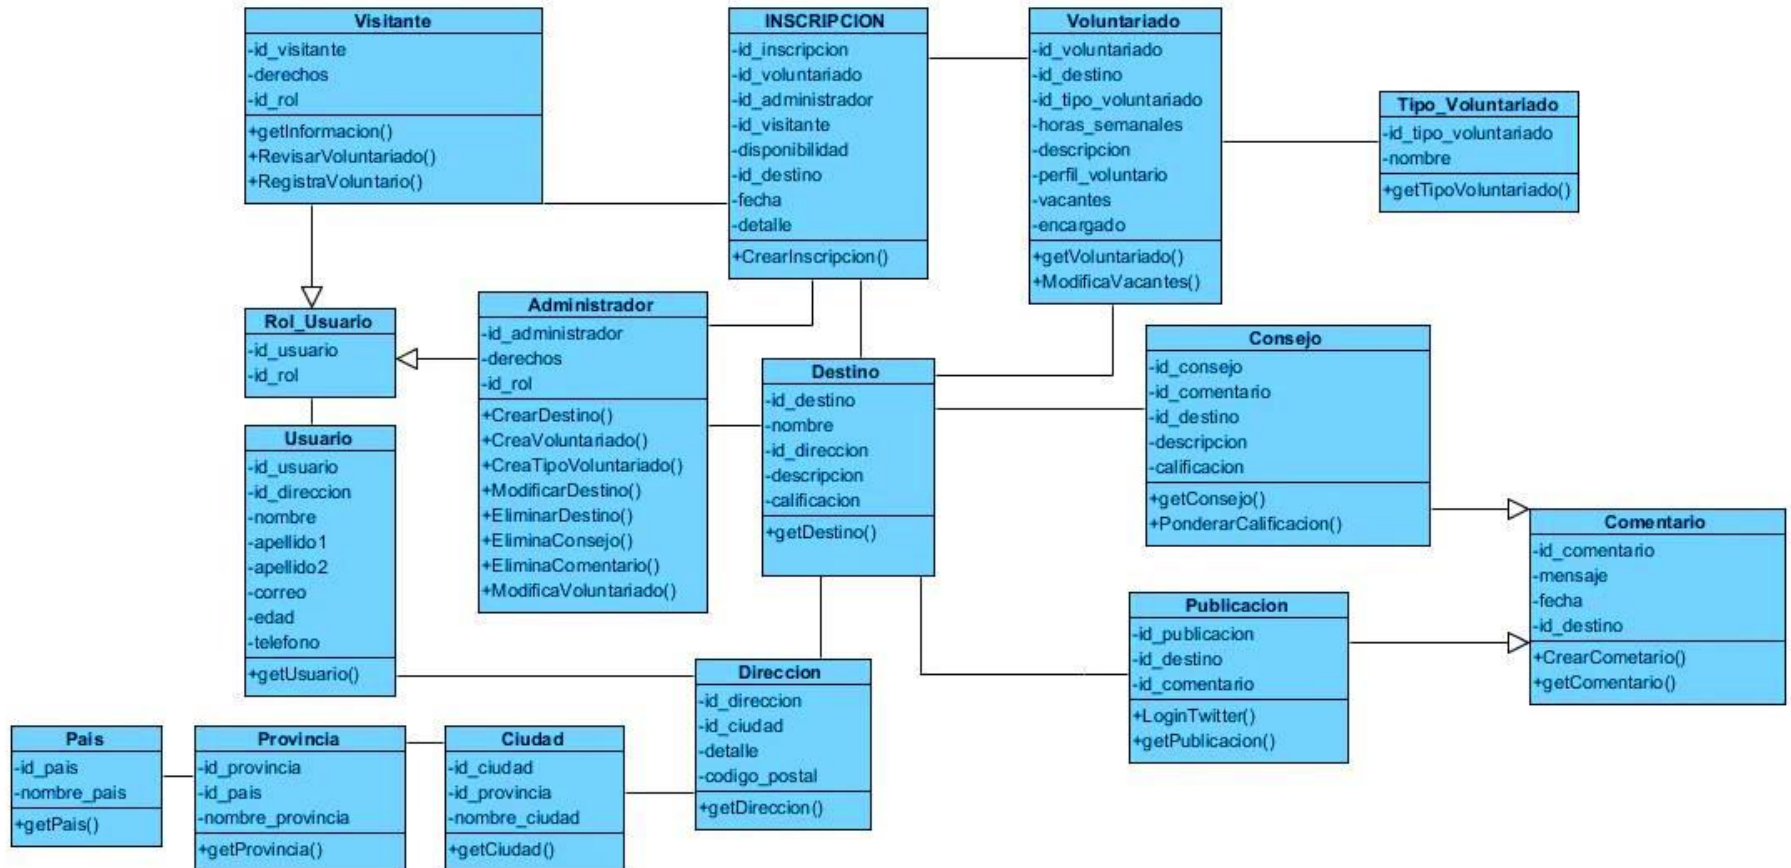 Visitante
-id_visitante
-derechos
-id_rol
+getInformacion()
+RevisarVoluntariado()
+RegistraVoluntario()
INSCRIPCION
-id_inscripcion
-id_voluntariado
-id_administrador
-id_visitante
-disponibilidad
-id_destino
-fecha
-detalle
+CrearInscripcion()
Voluntariado
-id_voluntariado
-id_destino
-id_tipo_voluntariado
-horas_semanales
-descripcion
-perfil_voluntario
-vacantes
-encargado
+getVoluntariado()
+ModificaVacantes()
Tipo_Voluntariado
-id_tipo_voluntariado
-nombre
+getTipoVoluntariado()
Rol_Usuario
-id_usuario
-id_rol
Administrador
-id_administrador
-derechos
-id_rol
+CrearDestino()
+CreaVoluntariado()
+CreaTipoVoluntariado()
+ModificarDestino()
+EliminarDestino()
+EliminaConsejo()
+EliminaComentario()
+ModificaVoluntariado()
Destino
-id_destino
-nombre
-id_direccion
-descripcion
-calificacion
+getDestino()
Consejo
-id_consejo
-id_comentario
-id_destino
-descripcion
-calificacion
+getConsejo()
+PonderarCalificacion()
Usuario
-id_usuario
-id_direccion
-nombre
-apellido1
-apellido2
-correo
-edad
-telefono
+getUsuario()
Comentario
-id_comentario
-mensaje
-fecha
-id_destino
+CrearCometario()
+getComentario()
Publicacion
-id_publicacion
-id_destino
-id_comentario
+LoginTwitter()
+getPublicacion()
Direccion
-id_direccion
-id_ciudad
-detalle
-codigo_postal
+getDireccion()
Pais
-id_pais
-nombre_pais
+getPais()
Provincia
-id_provincia
-id_pais
-nombre_provincia
+getProvincia()
Ciudad
-id_ciudad
-id_provincia
-nombre_ciudad
+getCiudad()